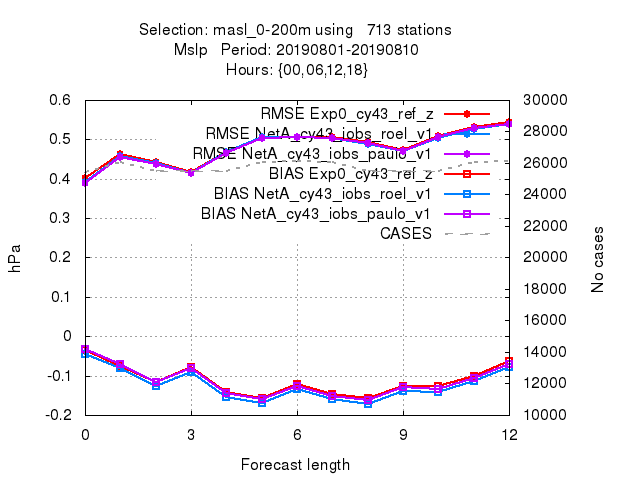 Selection: masl_0-200m using   713 stations
Mslp   Period: 20190801-20190810
Hours: {00,06,12,18}
0.6
0.5
0.4
0.3
0.2
0.1
0
-0.1
-0.2
hPa
30000
28000
26000
24000
22000
20000
18000
16000
14000
12000
10000
No cases
RMSE Exp0_cy43_ref_z
RMSE NetA_cy43_iobs_roel_v1
RMSE NetA_cy43_iobs_paulo_v1
BIAS Exp0_cy43_ref_z
BIAS NetA_cy43_iobs_roel_v1
BIAS NetA_cy43_iobs_paulo_v1
CASES
0 3 6 9 12
Forecast length